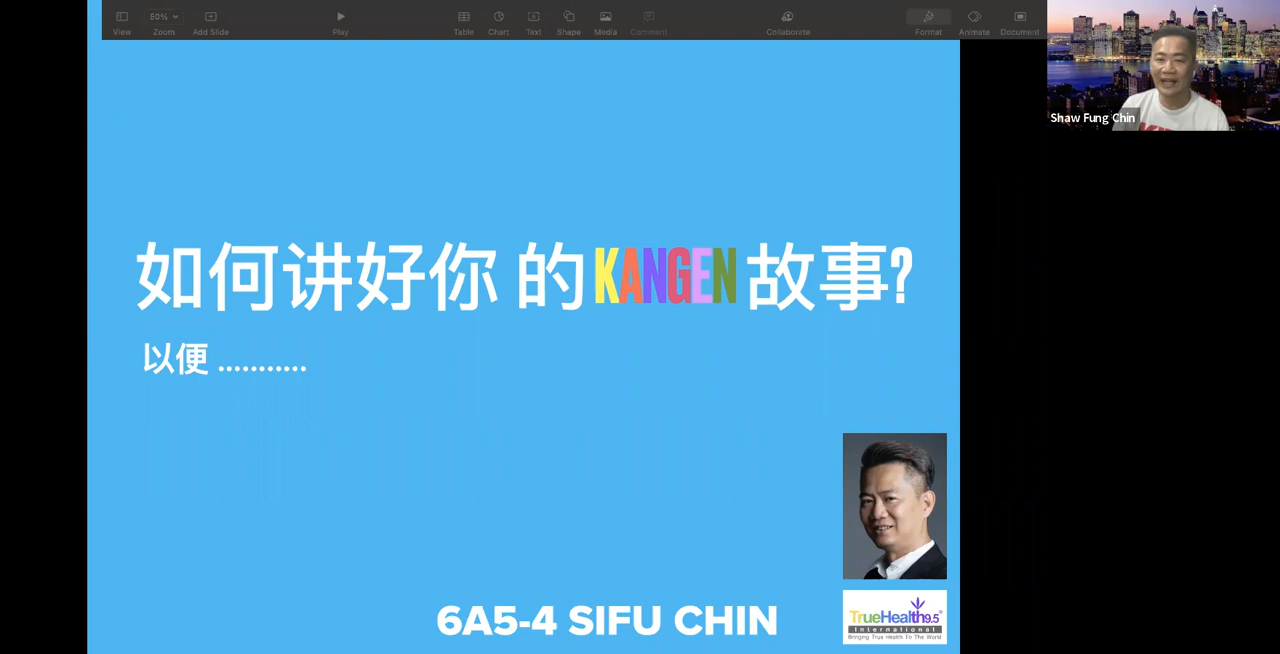 50%
View
Zoom
Add Slide
Play
Table
Chart
Text
Shape
Media
Comment
Collaborate
Format
Animate
Document
Shaw Fung Chin
如何讲好你 的KANGEN 故事?
以便 ...........
6A5-4 SIFU CHIN
TrueHealth9.5®
International
Bringing True Health To The World